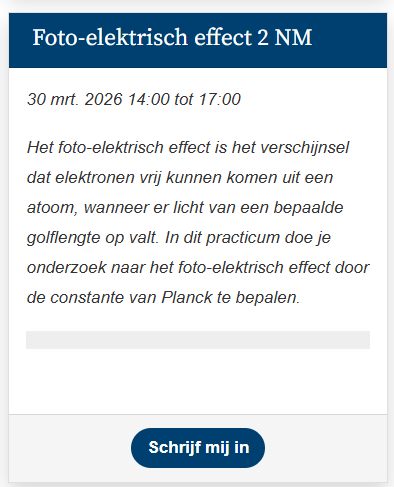 Foto-elektrisch effect 2 NM
30 mrt. 2026 14:00 tot 17:00
Het foto-elektrisch effect is het verschijnsel
dat elektronen vrij kunnen komen uit een
atoom, wanneer er licht van een bepaalde
golflengte op valt. In dit practicum doe je
onderzoek naar het foto-elektrisch effect door
de constante van Planck te bepalen.
Schrijf mij in